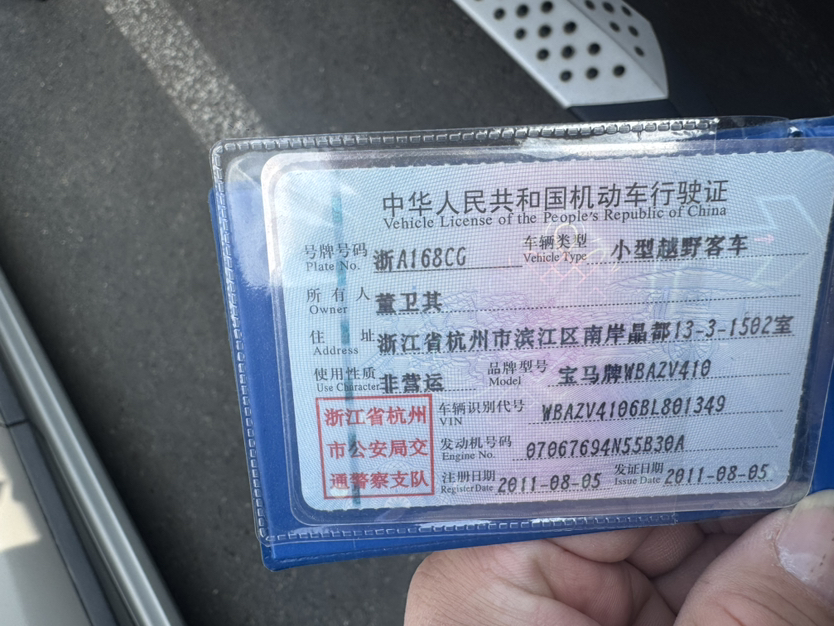 中华人民共和国机动车行驶证
Vehicle License of the People's Republic of China
号牌号码 浙A168CG 车辆类型 小型越野客车
Plate No. Vehicle Type
所有人 董卫其
Owner
住址 浙江省杭州市滨江区南岸晶都13-3-1502室
Address
使用性质 非营运 品牌型号 宝马牌WBAZV410
Use Character Model
浙江省杭州
市公安局交
通警察支队
车辆识别代号 WBAZV4106BL801349
VIN
发动机号码 07067694N55B30A
Engine No.
注册日期 2011-08-05 发证日期 2011-08-05
Register Date Issue Date